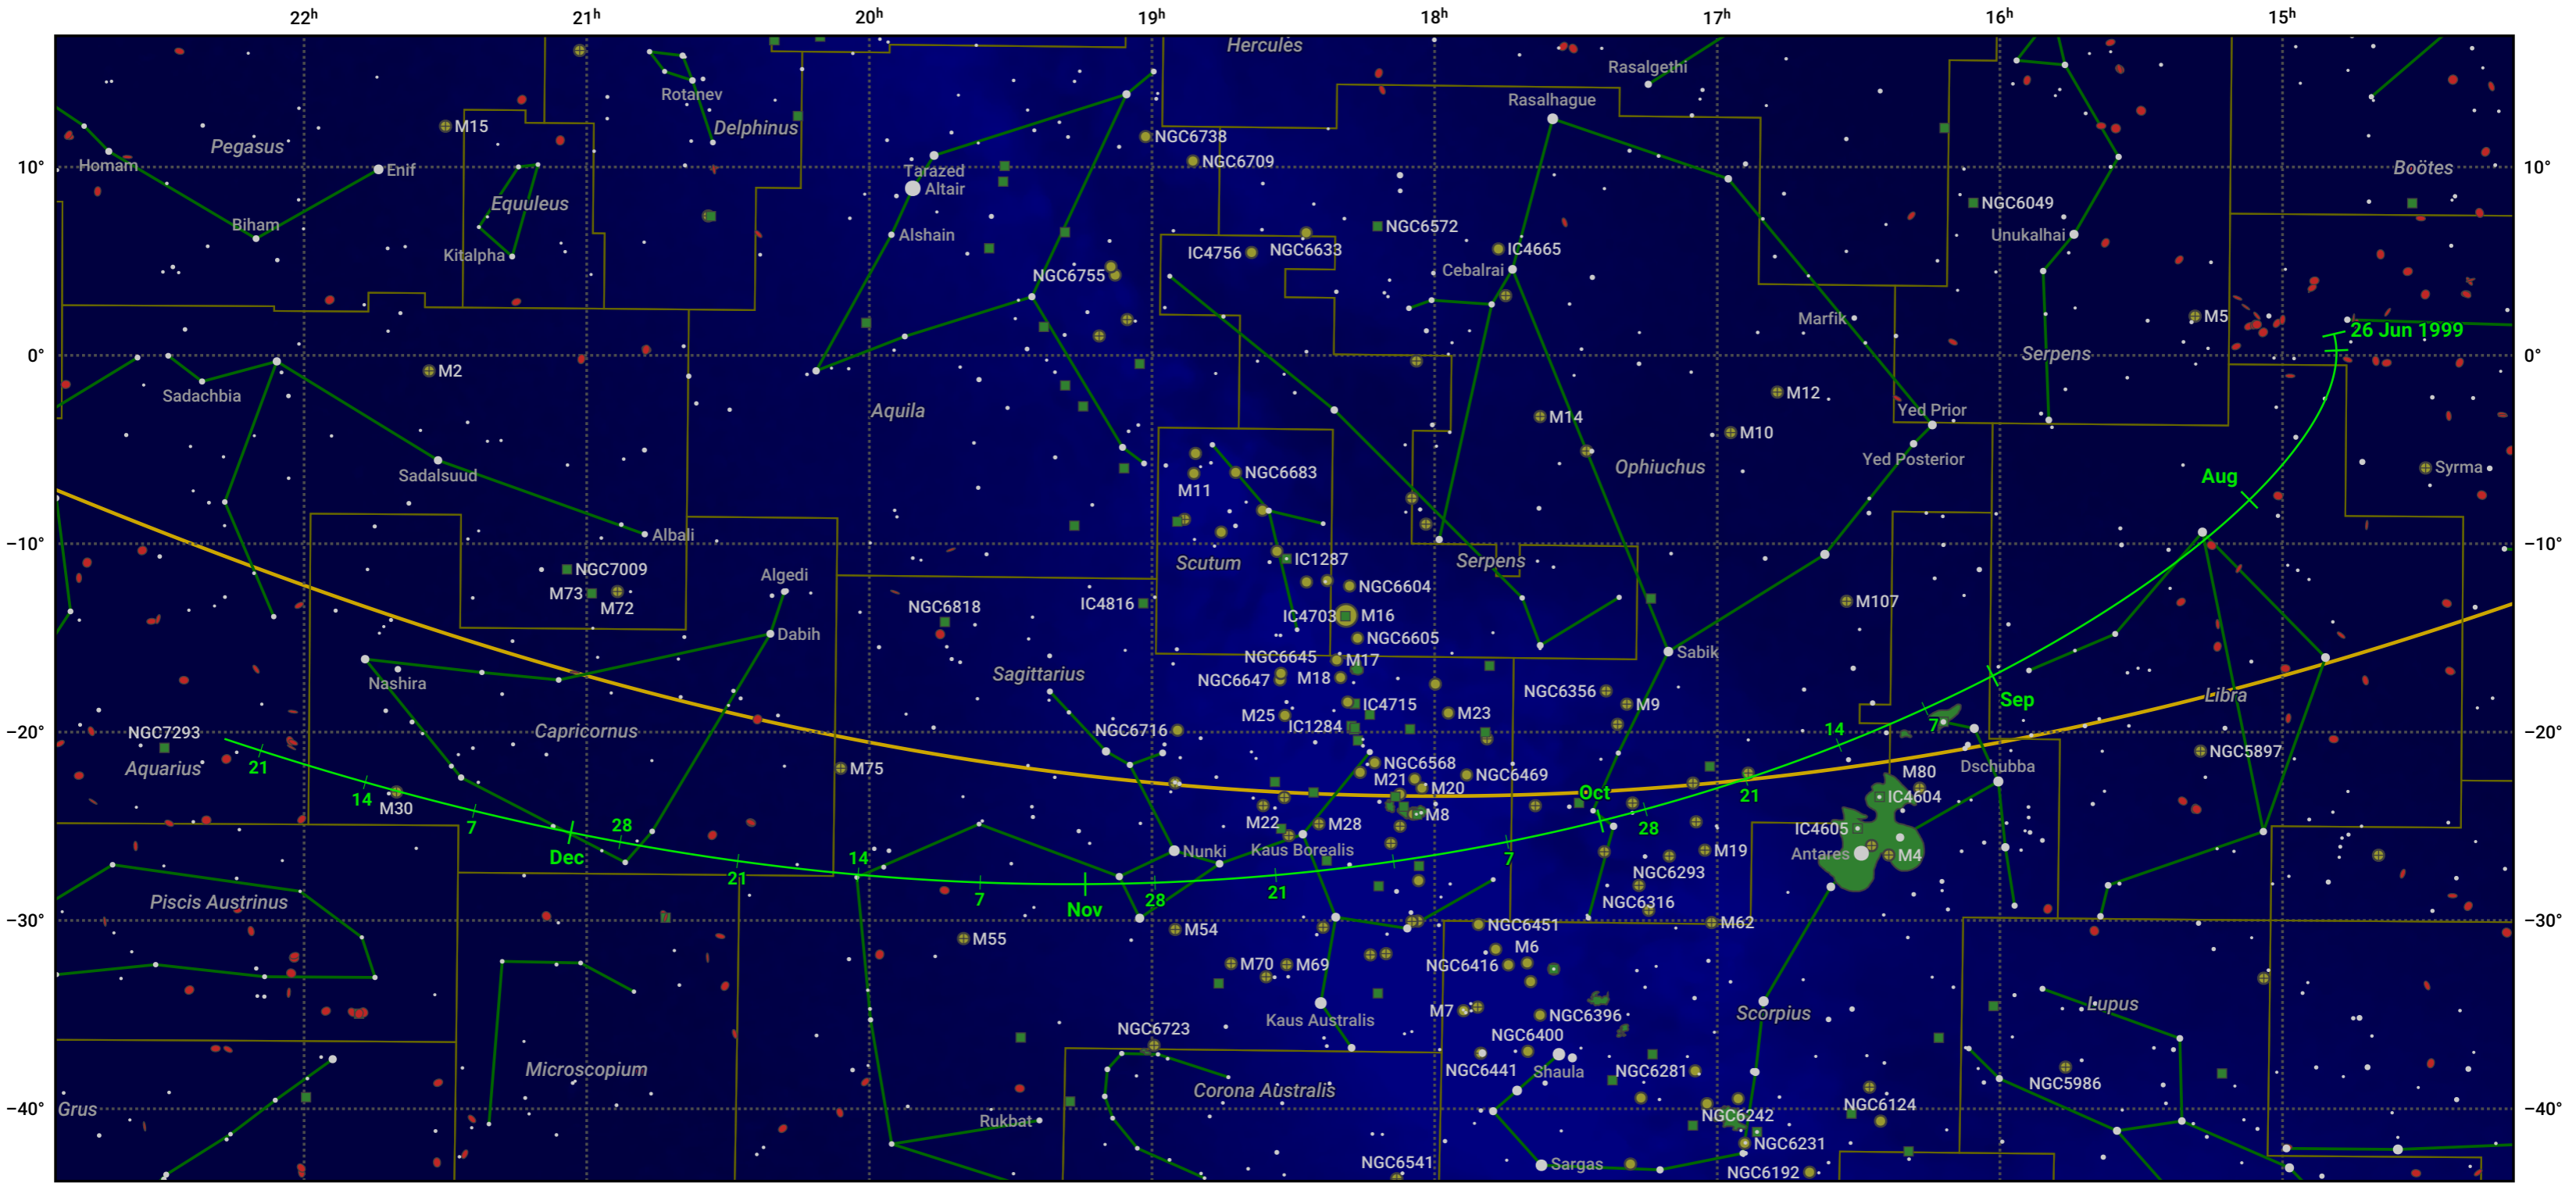 22h 21h 20h 19h 18h 17h 16h 15h
Hercules
Rasalgethi
Rotanev
Rasalhague
M15
Delphinus
NGC6738
Pegasus
NGC6709
10° Homam Enif Tarazed Boötes 10°
Altair
Equuleus
NGC6049
Biham
NGC6572
Alshain
Unukalhai
Kitalpha
IC4756 NGC6633 IC4665
NGC6755
Cebalrai
Marfik
M5
26 Jun 1999
0° Serpens 0°
M2
Sadachbia
M12
Aquila
Yed Prior
M14
M10
Sadalsuud
Yed Posterior
Ophiuchus
Syrma
NGC6683
M11
Aug
Albali
−10° −10°
Scutum
IC1287
Serpens
NGC7009
Algedi
NGC6604
M73
M72
IC4816
NGC6818
M107
IC4703 M16
Dabih
NGC6605
Sabik
NGC6645 M17
Sagittarius
Nashira
NGC6647 M18
NGC6356
Libra
Sep
M9
IC4715
M25
M23
7
Capricornus
NGC6716
IC1284
14
NGC7293
−20° −20°
NGC5897
Aquarius
21
M75
NGC6568
NGC6469
Dschubba
M80
M21
M20
Oct
21
IC4604
14
M30
M8
7
28
M22 M28
28
IC4605
Dec
Kaus Borealis
Nunki
M19
Antares
M4
14
7
21
NGC6293
21
7
28
Piscis Austrinus
Nov
NGC6316
−30° −30°
M54
NGC6451
M62
M55
M6
M70 M69
NGC6416
Lupus
M7
Scorpius
NGC6396
Kaus Australis
NGC6723
NGC6400
Microscopium
NGC6441
Shaula
NGC6281
NGC5986
Corona Australis
NGC6124
Grus
−40° −40°
NGC6242
Rukbat
NGC6231
NGC6541
Sargas
NGC6192